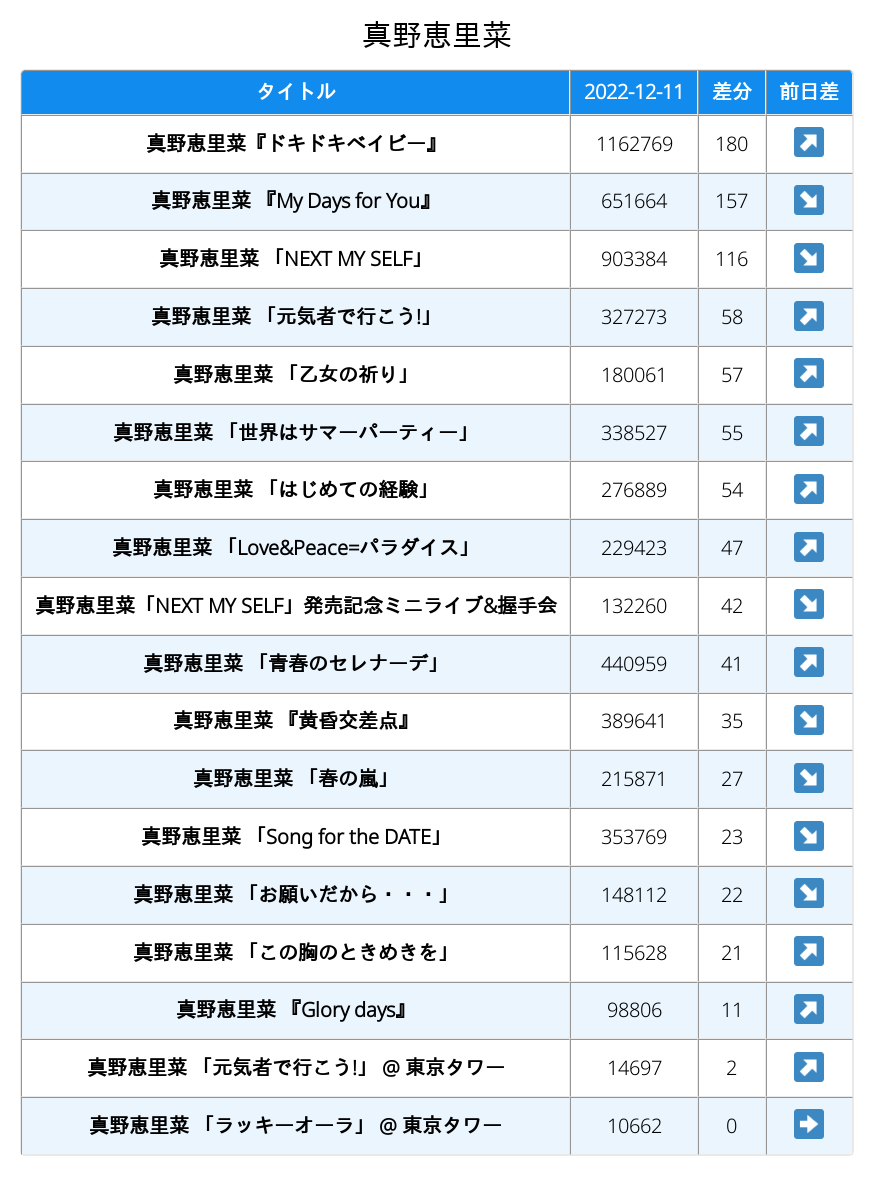 真野恵里菜
タイトル 2022-12-11 差分 前日差
真野恵里菜『ドキドキベイビー』 1162769 180 ↗
真野恵里菜 『My Days for You』 651664 157 ↘
真野恵里菜 「NEXT MY SELF」 903384 116 ↘
真野恵里菜 「元気者で行こう!」 327273 58 ↗
真野恵里菜 「乙女の祈り」 180061 57 ↗
真野恵里菜 「世界はサマーパーティー」 338527 55 ↗
真野恵里菜 「はじめての経験」 276889 54 ↗
真野恵里菜 「Love&Peace=パラダイス」 229423 47 ↗
真野恵里菜「NEXT MY SELF」発売記念ミニライブ&握手会 132260 42 ↘
真野恵里菜 「青春のセレナーデ」 440959 41 ↗
真野恵里菜 『黄昏交差点』 389641 35 ↘
真野恵里菜 「春の嵐」 215871 27 ↘
真野恵里菜 「Song for the DATE」 353769 23 ↘
真野恵里菜 「お願いだから・・・」 148112 22 ↘
真野恵里菜 「この胸のときめきを」 115628 21 ↗
真野恵里菜 『Glory days』 98806 11 ↗
真野恵里菜 「元気者で行こう!」 @ 東京タワー 14697 2 ↗
真野恵里菜 「ラッキーオーラ」 @ 東京タワー 10662 0 ➡